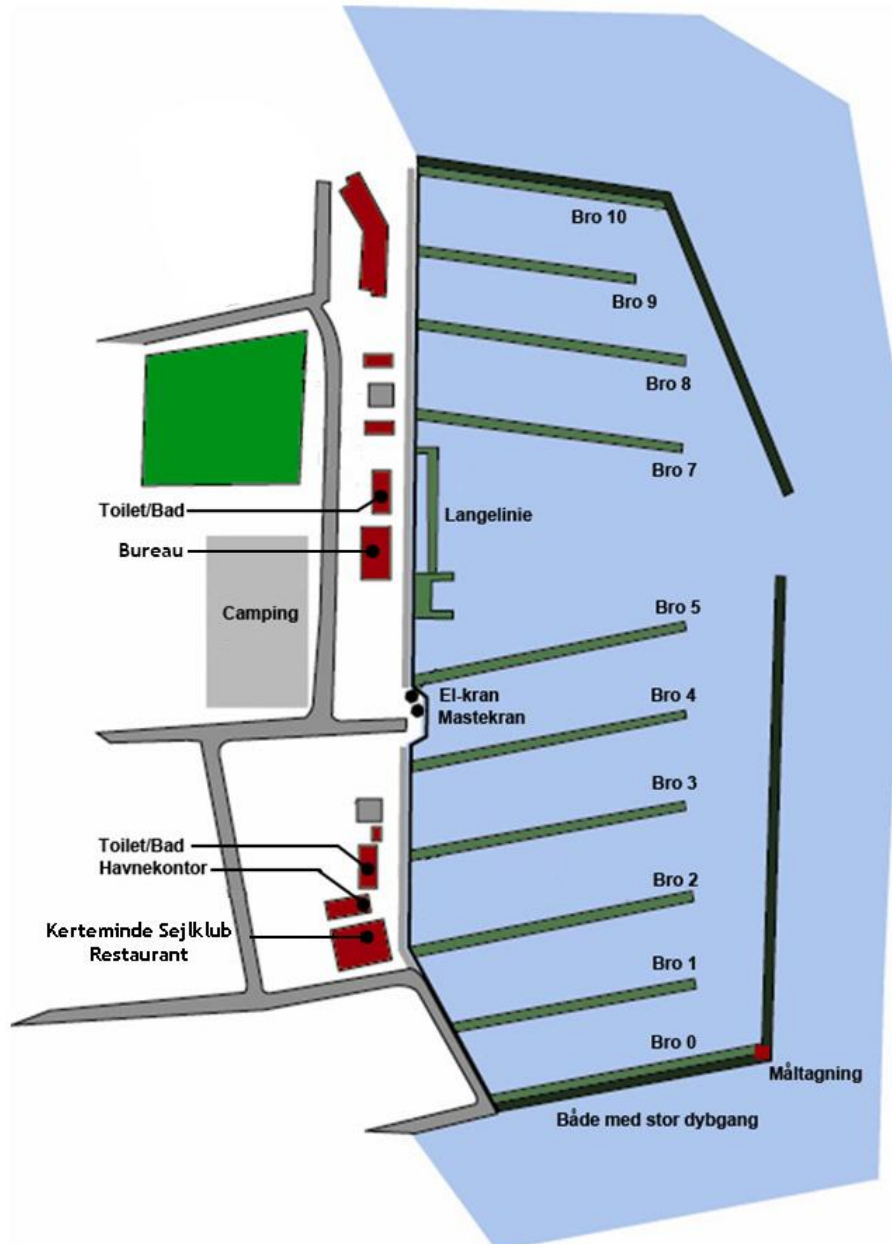 Bro 10
Bro 9
Bro 8
Bro 7
Toilet/Bad
Langelinie
Bureau
Camping
Bro 5
El-kran
Bro 4
Mastekran
Bro 3
Toilet/Bad
Havnekontor
Bro 2
Kerteminde Sejlklub
Restaurant
Bro 1
Bro 0
Måltagning
Både med stor dybgang